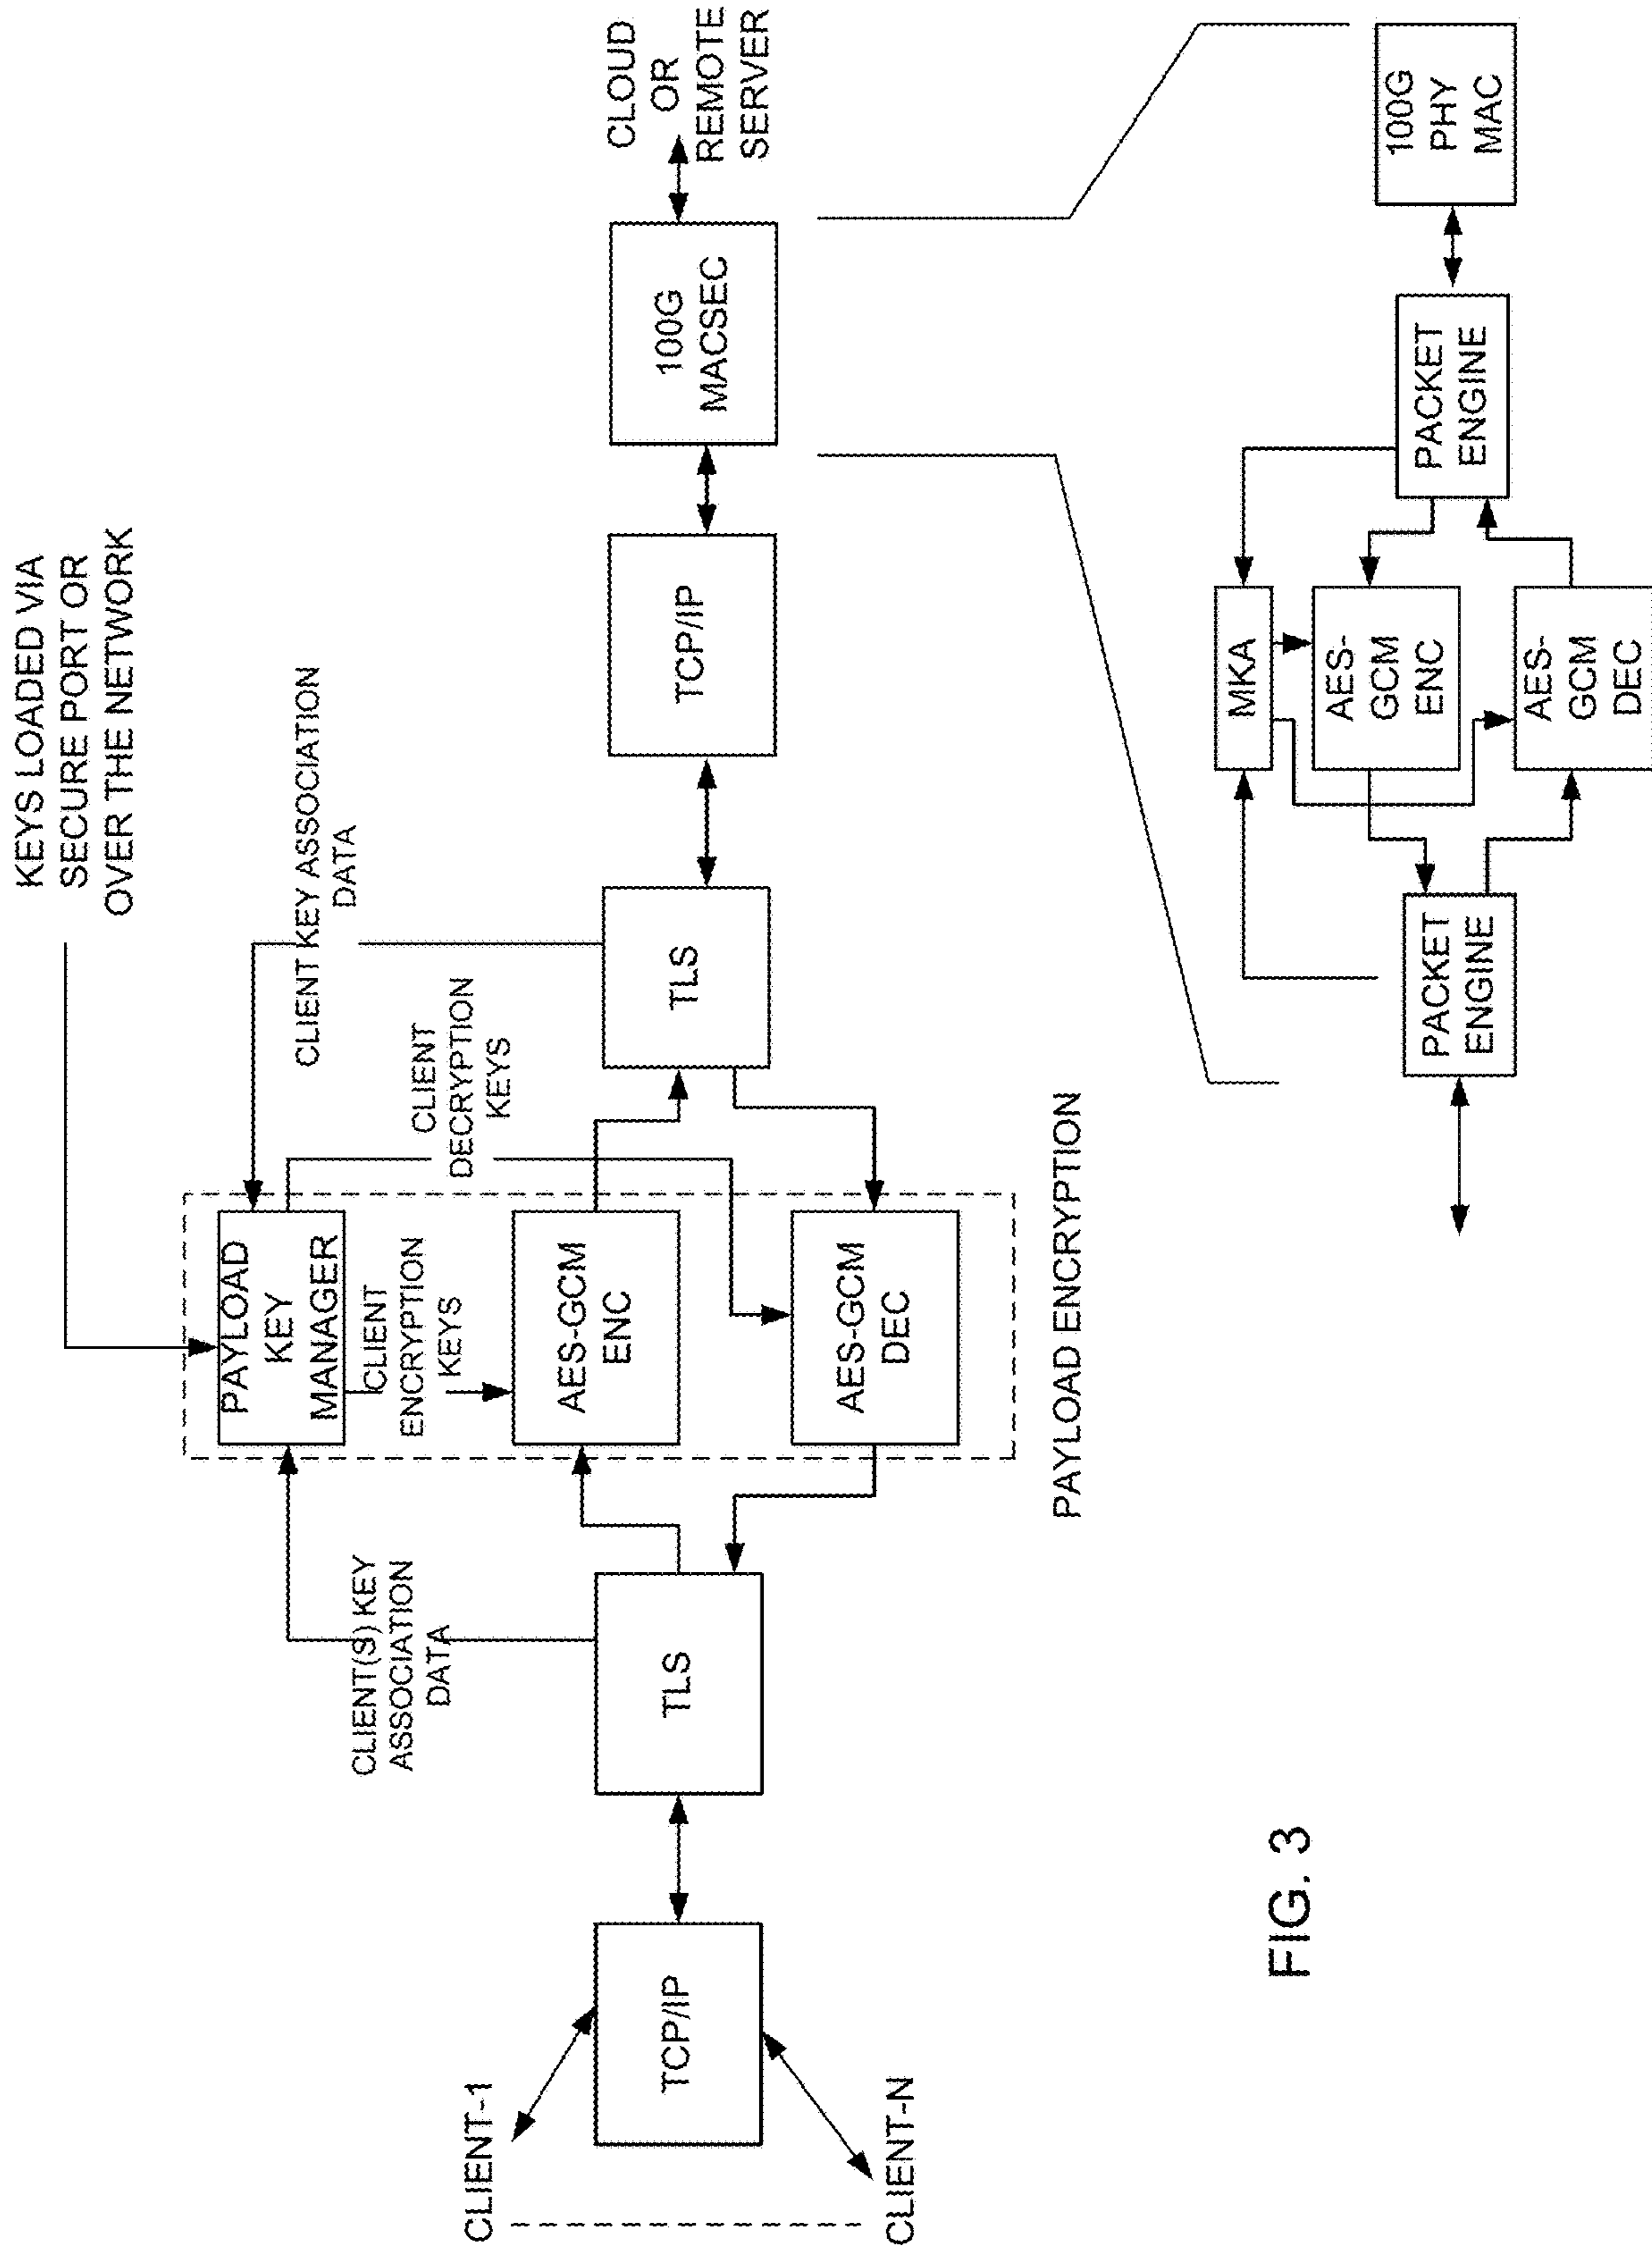 KEYS LOADED VIA
SECURE PORT OR
OVER THE NETWORK
CLIENT(S) KEY
ASSOCIATION
DATA
PAYLOAD
KEY
MANAGER
CLIENT KEY ASSOCIATION
DATA
CLIENT
ENCRYPTION
KEYS
CLIENT
DECRYPTION
KEYS
CLIENT-1
CLIENT-N
TCP/IP
TLS
AES-GCM
ENC
AES-GCM
DEC
TLS
TCP/IP
100G
MACSEC
CLOUD
OR
REMOTE
SERVER
PAYLOAD ENCRYPTION
PACKET
ENGINE
MKA
AES-
GCM
ENC
AES-
GCM
DEC
PACKET
ENGINE
100G
PHY
MAC
FIG. 3